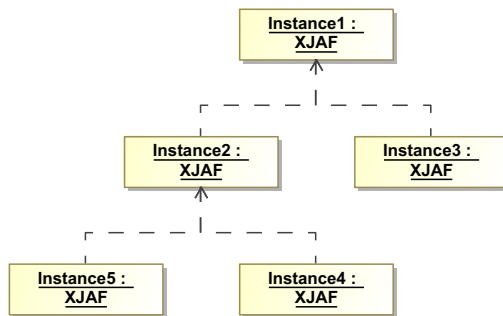 Instance1 :
XJAF
Instance2 :
XJAF
Instance3 :
XJAF
Instance5 :
XJAF
Instance4 :
XJAF